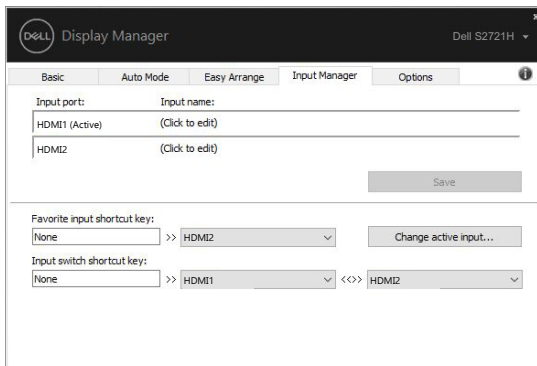 DELL Display Manager Dell S2721H
Basic Auto Mode Easy Arrange Input Manager Options
Input port: Input name:
HDMI1 (Active) (Click to edit)
HDMI2 (Click to edit)
Save
Favorite input shortcut key:
None >> HDMI2 Change active input...
Input switch shortcut key:
None >> HDMI1 <<>> HDMI2